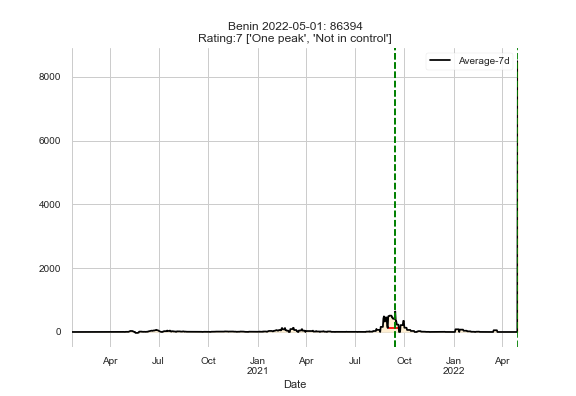 Benin 2022-05-01: 86394
Rating:7 ['One peak', 'Not in control']
Average-7d
8000
6000
4000
2000
0
Apr
Jul
Oct
Jan
2021
Apr
Jul
Oct
Jan
2022
Apr
Date